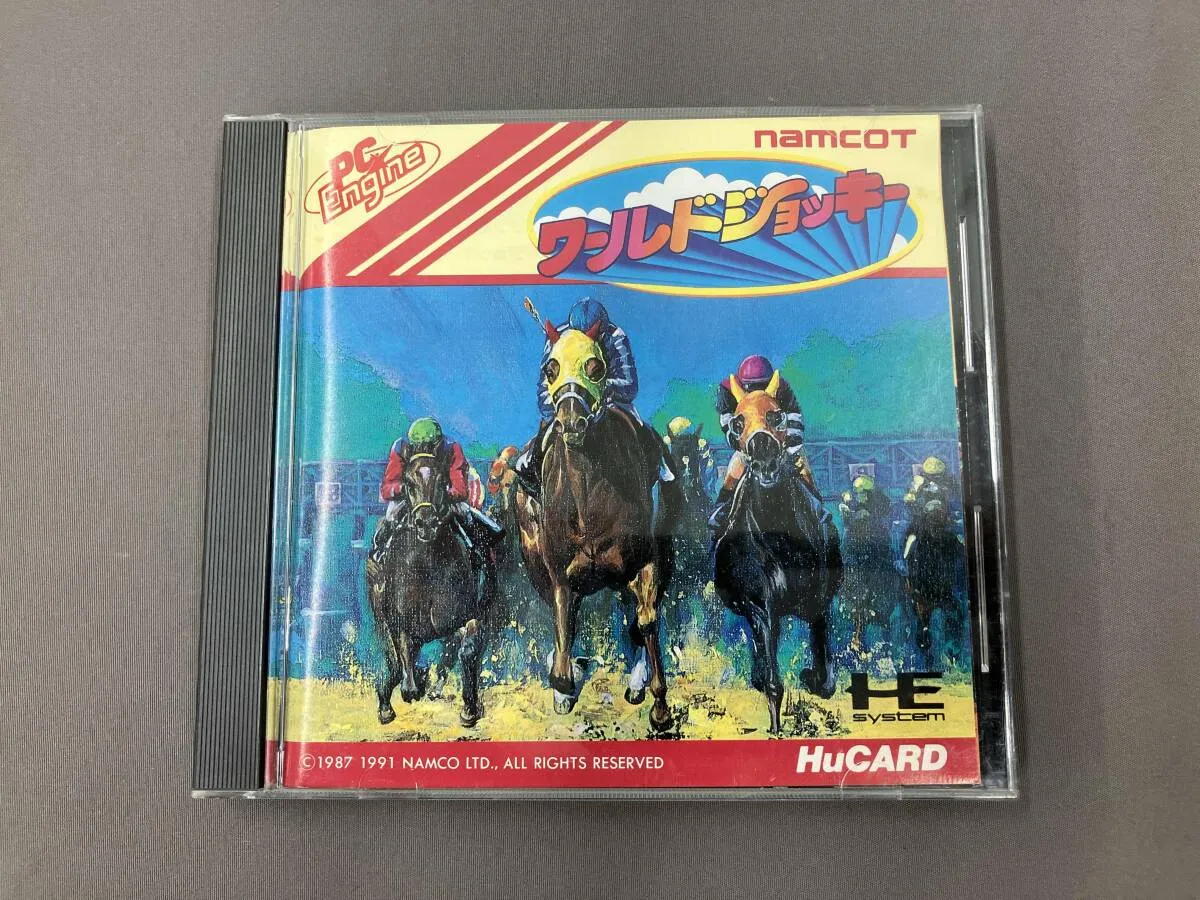 PC
Engine
namcoT
ワールドジョッキー
HE
system
©1987 1991 NAMCO LTD., ALL RIGHTS RESERVED
HuCARD